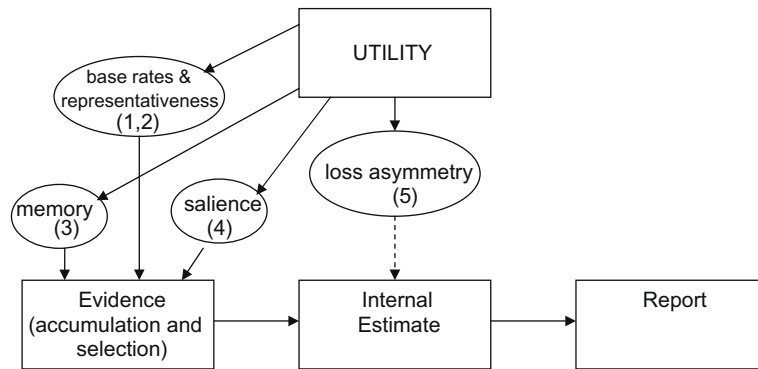 UTILITY
base rates &
representativeness
(1,2)
loss asymmetry
(5)
memory
(3)
salience
(4)
Evidence
(accumulation and
selection)
Internal
Estimate
Report